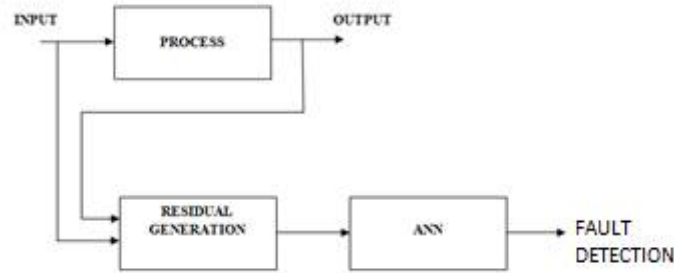 INPUT
OUTPUT
PROCESS
RESIDUAL
GENERATION
ANN
FAULT
DETECTION